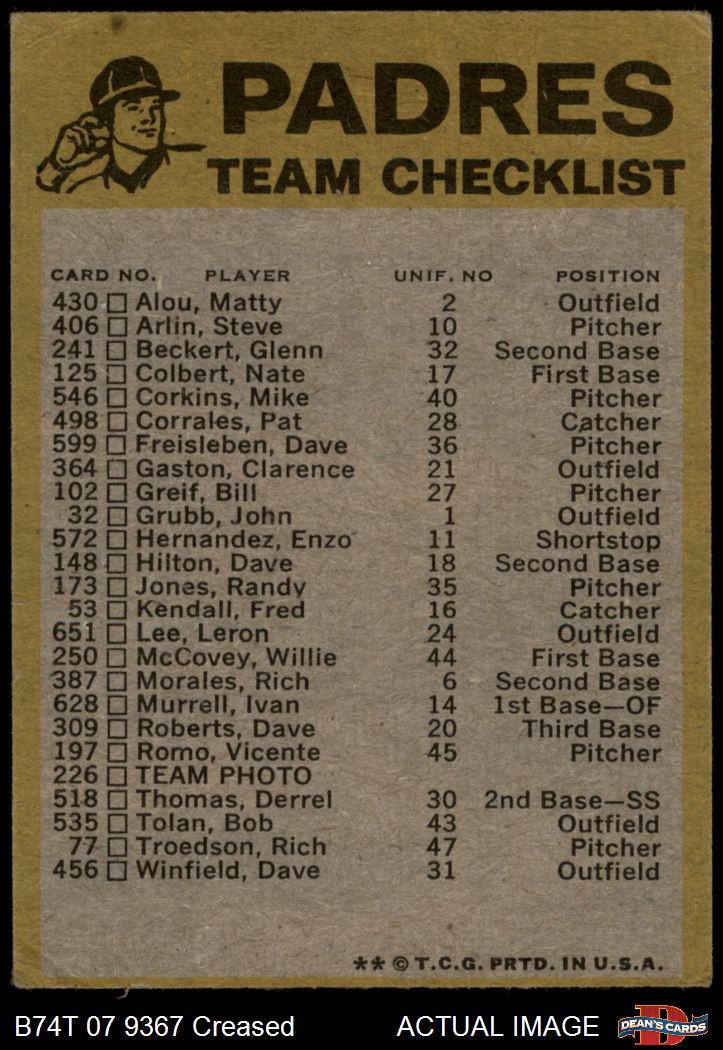 PADRES
TEAM CHECKLIST
CARD NO. PLAYER UNIF. NO POSITION
430 Alou, Matty 2 Outfield
406 Arlin, Steve 10 Pitcher
241 Beckert, Glenn 32 Second Base
125 Colbert, Nate 17 First Base
546 Corkins, Mike 40 Pitcher
498 Corrales, Pat 28 Catcher
599 Freisleben, Dave 36 Pitcher
364 Gaston, Clarence 21 Outfield
102 Greif, Bill 27 Pitcher
32 Grubb, John 1 Outfield
572 Hernandez, Enzo 11 Shortstop
148 Hilton, Dave 18 Second Base
173 Jones, Randy 35 Pitcher
53 Kendall, Fred 16 Catcher
651 Lee, Leron 24 Outfield
250 McCovey, Willie 44 First Base
387 Morales, Rich 6 Second Base
628 Murrell, Ivan 14 1st Base—OF
309 Roberts, Dave 20 Third Base
197 Romo, Vicente 45 Pitcher
226 TEAM PHOTO
518 Thomas, Derrel 30 2nd Base—SS
535 Tolan, Bob 43 Outfield
77 Troedson, Rich 47 Pitcher
456 Winfield, Dave 31 Outfield
** © T.C.G. PRTD. IN U.S.A.
B74T 07 9367 Creased ACTUAL IMAGE
D
DEAN'S CARDS